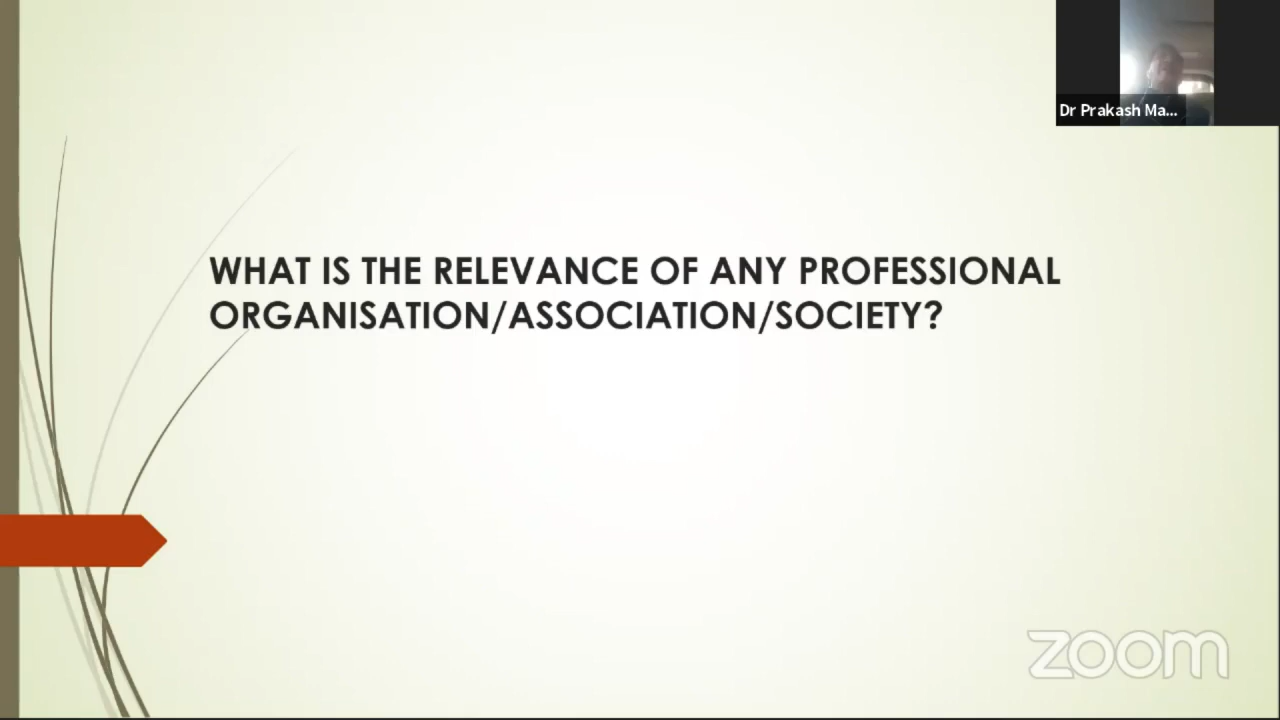 Dr Prakash Ma...
WHAT IS THE RELEVANCE OF ANY PROFESSIONAL
ORGANISATION/ASSOCIATION/SOCIETY?
zoom